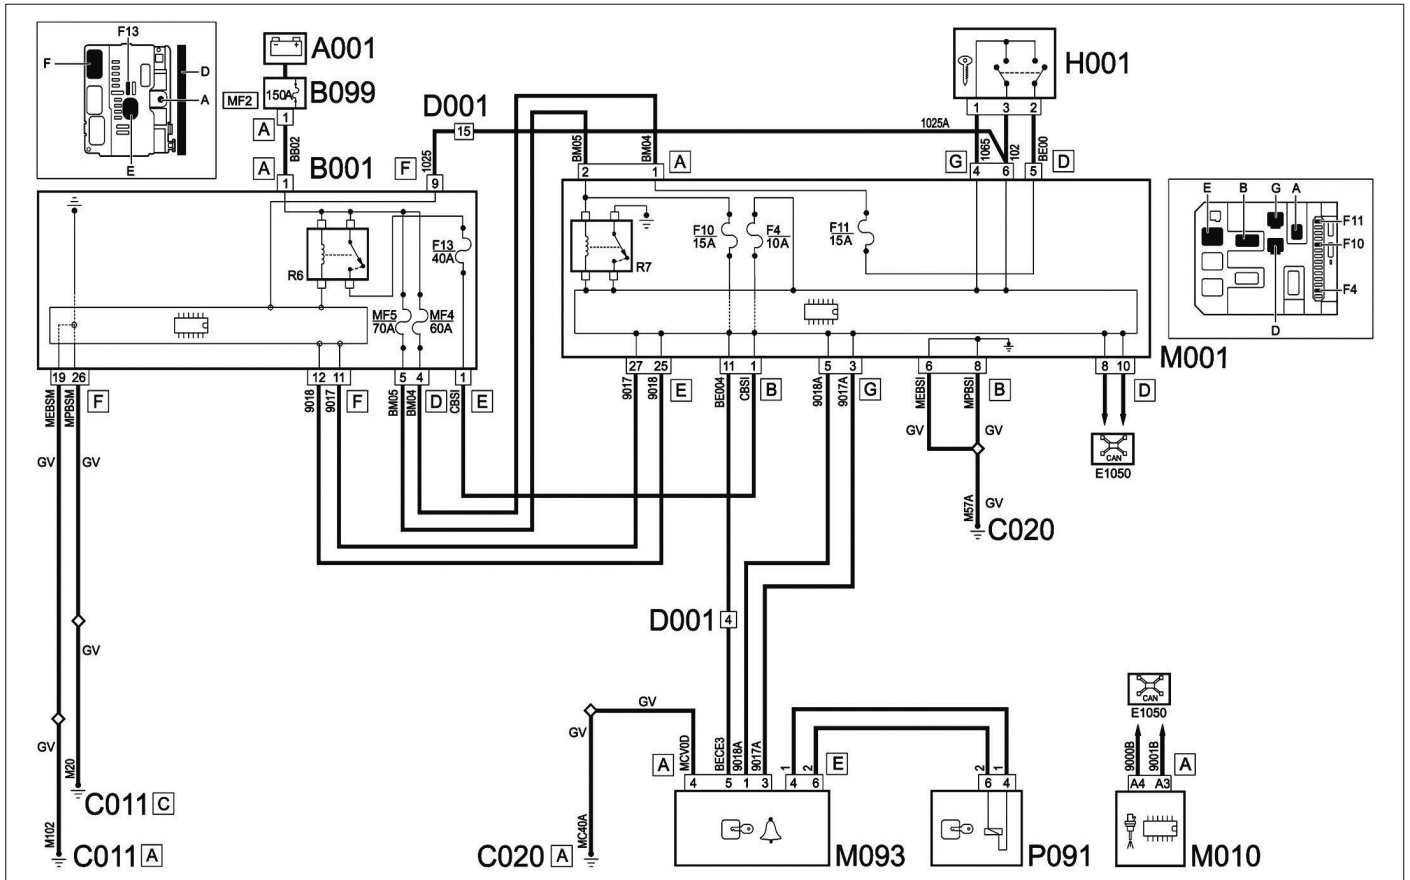 F13
F
D
A
E
A001
150A
B099
MF2
1
A
BB02
A
1
B001
D001
15
F
1025
9
R6
F13
40A
MF5
70A
MF4
60A
19
26
F
MEBSM
MPBSM
12
11
F
9018
9017
5
4
D
BM05
BM04
1
E
CBSI
GV
GV
GV
GV
M20
C011 C
M102
C011 A
1025A
H001
1
3
2
G
1065
102
BE00
D
4
6
5
BM05
BM04
2
1
A
R7
F10
15A
F4
10A
F11
15A
M001
27
25
E
9017
9018
11
1
B
BE004
CBSI
5
3
G
9018A
9017A
6
8
B
MEBSI
MPBSI
8
10
D
GV
GV
CAN
E1050
M57A
GV
C020
E
B
G
A
F11
F10
F4
D
D001
4
GV
GV
MC40A
C020 A
A
MCV0D
BECE3
9018A
9017A
1
2
E
4
5
1
3
4
6
M093
2
1
6
4
P091
CAN
E1050
9000B
9001B
A
A4
A3
M010